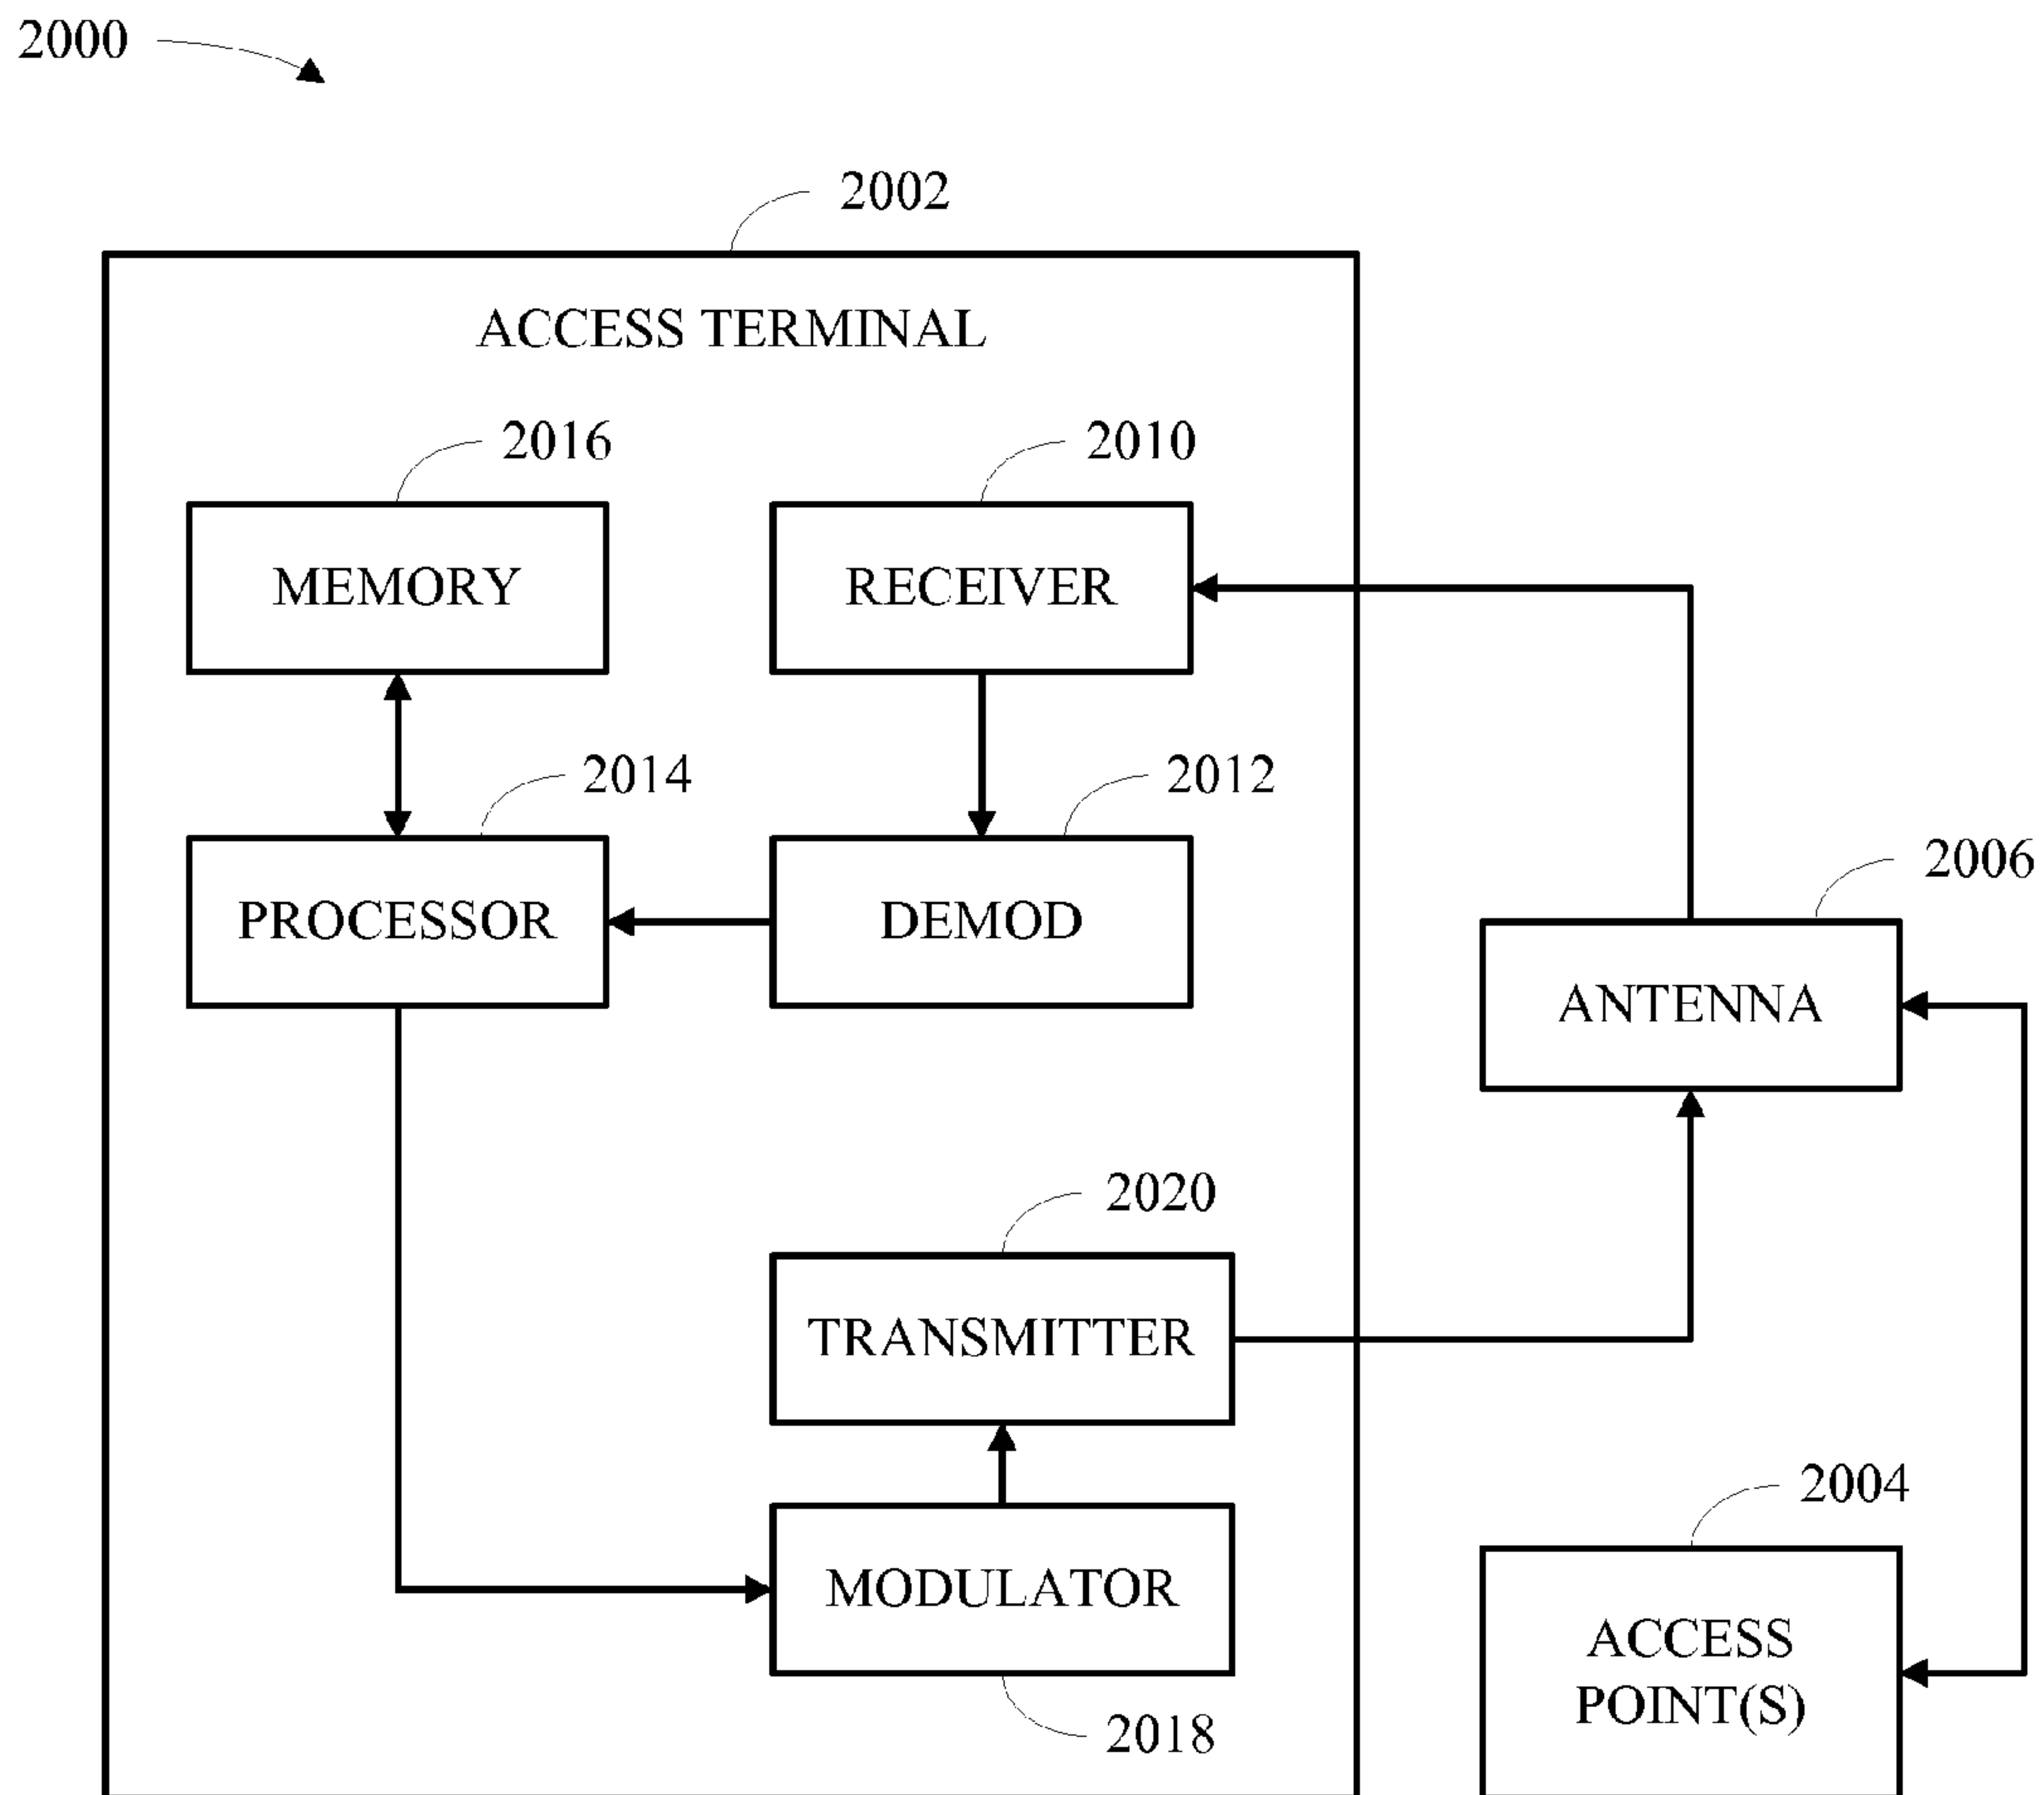 2000
2002
ACCESS TERMINAL
2016
2010
MEMORY
RECEIVER
2014
2012
2006
PROCESSOR
DEMOD
ANTENNA
2020
TRANSMITTER
2004
MODULATOR
ACCESS
POINT(S)
2018